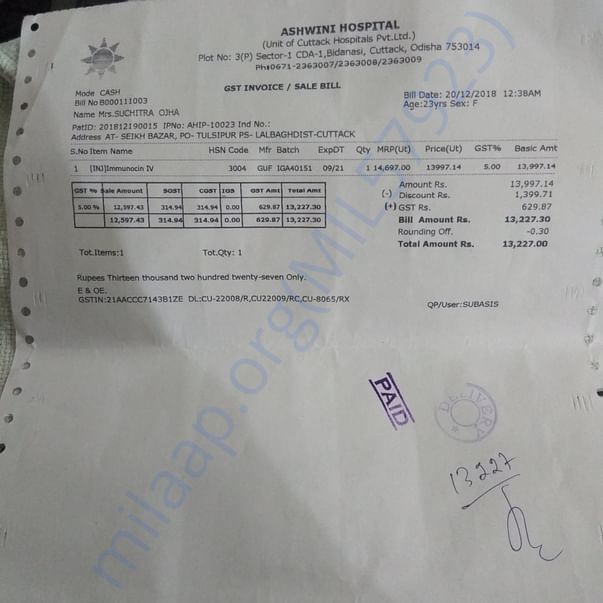 ASHWINI HOSPITAL
(Unit of Cuttack Hospitals Pvt.Ltd.)
Plot No: 3(P) Sector-1 CDA-1,Bidanasi, Cuttack, Odisha 753014
Ph:0671-2363007/2363008/2363009
GST INVOICE / SALE BILL
Mode CASH
Bill Date: 20/12/2018 12:38AM
Bill No B000111003
Age:23yrs Sex: F
Name Mrs.SUCHITRA OJHA
PatID: 201812190015 IPNo: AHIP-10023 Ind No.:
Address AT- SEIKH BAZAR, PO- TULSIPUR PS- LALBAGHDIST-CUTTACK
S.No Item Name HSN Code Mfr Batch ExpDT Qty MRP(Ut) Price(Ut) GST% Basic Amt
1 [INJ]Immunocin IV 3004 GUF IGA40151 09/21 1 14,697.00 13997.14 5.00 13,997.14
GST % Sale Amount SGST CGST IGS GST Amt Total Amt
5.00 % 12,597.43 314.94 314.94 0.00 629.87 13,227.30
12,597.43 314.94 314.94 0.00 629.87 13,227.30
Amount Rs. 13,997.14
(-) Discount Rs. 1,399.71
(+) GST Rs. 629.87
Bill Amount Rs. 13,227.30
Rounding Off. -0.30
Total Amount Rs. 13,227.00
Tot.Items:1 Tot.Qty: 1
Rupees Thirteen thousand two hundred twenty-seven Only.
E & OE.
GSTIN:21AACCC7143B1ZE DL:CU-22008/R,CU22009/RC,CU-8065/RX
QP/User:SUBASIS
PAID
DELIVERY
13227
milaap.org(MIL57923)